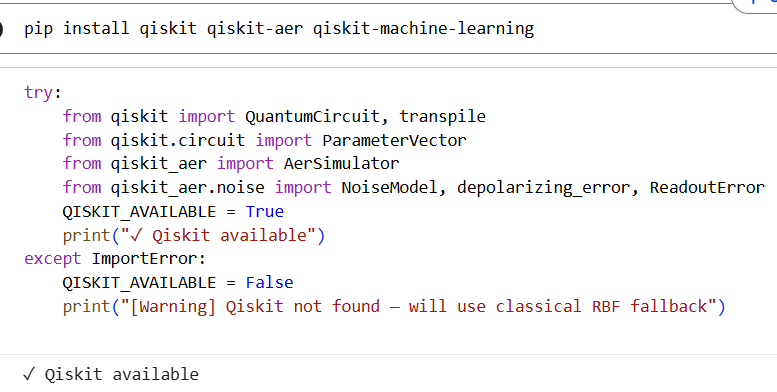 pip install qiskit qiskit-aer qiskit-machine-learning
try:
    from qiskit import QuantumCircuit, transpile
    from qiskit.circuit import ParameterVector
    from qiskit_aer import AerSimulator
    from qiskit_aer.noise import NoiseModel, depolarizing_error, ReadoutError
    QISKIT_AVAILABLE = True
    print("✓ Qiskit available")
except ImportError:
    QISKIT_AVAILABLE = False
    print("[Warning] Qiskit not found — will use classical RBF fallback")
✓ Qiskit available